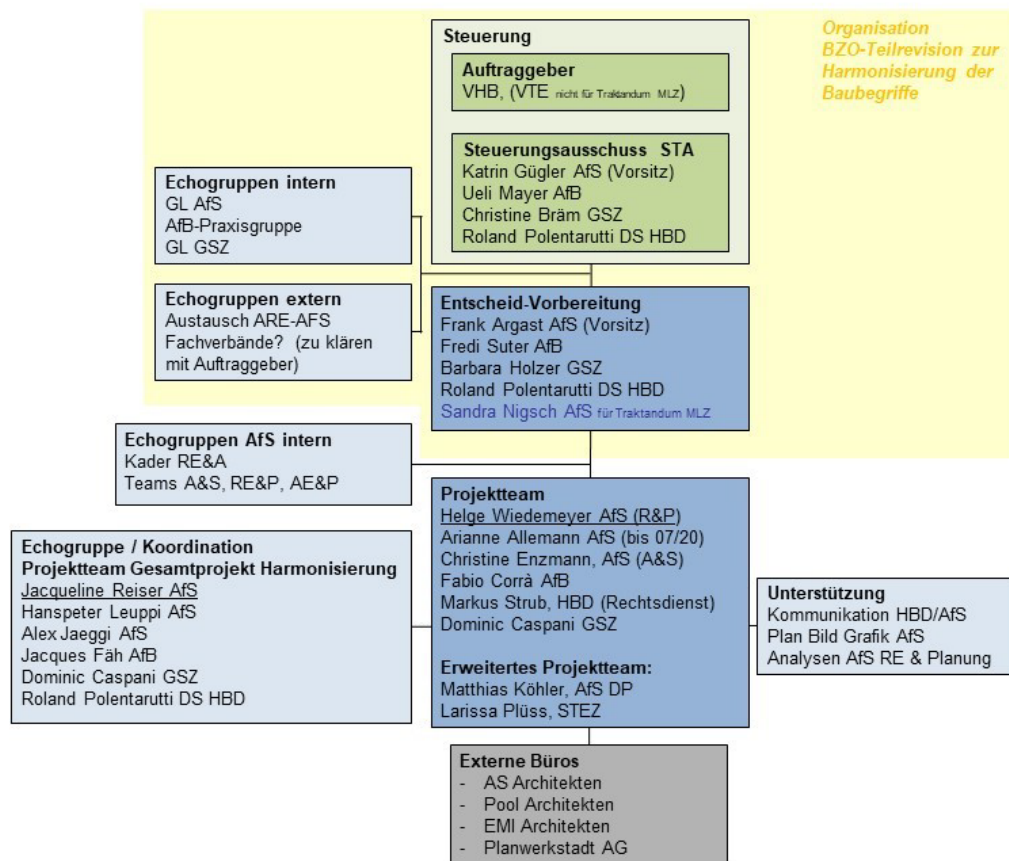 Organisation
BZO-Teilrevision zur
Harmonisierung der
Baubegriffe
Steuerung
Auftraggeber
VHB, (VTE nicht für Traktandum MLZ)
Steuerungsausschuss STA
Katrin Gügler AfS (Vorsitz)
Ueli Mayer AfB
Christine Bräm GSZ
Roland Polentarutti DS HBD
Echogruppen intern
GL AfS
AfB-Praxisgruppe
GL GSZ
Echogruppen extern
Austausch ARE-AFS
Fachverbände? (zu klären
mit Auftraggeber)
Entscheid-Vorbereitung
Frank Argast AfS (Vorsitz)
Fredi Suter AfB
Barbara Holzer GSZ
Roland Polentarutti DS HBD
Sandra Nigsch AfS für Traktandum MLZ
Echogruppen AfS intern
Kader RE&A
Teams A&S, RE&P, AE&P
Projektteam
Helge Wiedemeyer AfS (R&P)
Arianne Allemann AfS (bis 07/20)
Christine Enzmann, AfS (A&S)
Fabio Corrà AfB
Markus Strub, HBD (Rechtsdienst)
Dominic Caspani GSZ
Erweitertes Projektteam:
Matthias Köhler, AfS DP
Larissa Plüss, STEZ
Echogruppe / Koordination
Projektteam Gesamtprojekt Harmonisierung
Jacqueline Reiser AfS
Hanspeter Leuppi AfS
Alex Jaeggi AfS
Jacques Fäh AfB
Dominic Caspani GSZ
Roland Polentarutti DS HBD
Unterstützung
Kommunikation HBD/AfS
Plan Bild Grafik AfS
Analysen AfS RE & Planung
Externe Büros
- AS Architekten
- Pool Architekten
- EMI Architekten
- Planwerkstadt AG